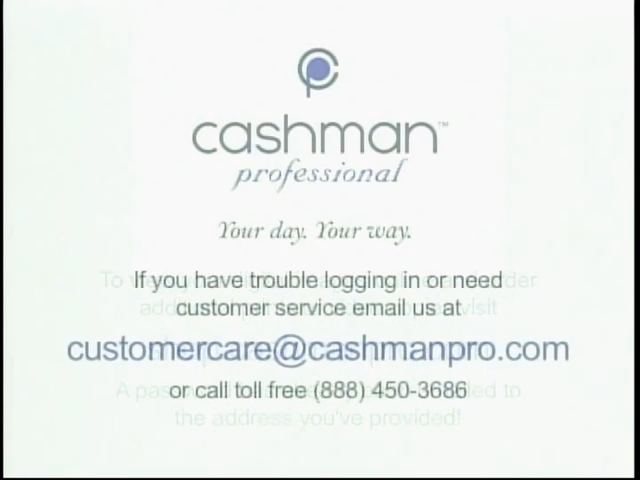 cashman™
professional
Your day. Your way.
If you have trouble logging in or need
customer service email us at
customercare@cashmanpro.com
or call toll free (888) 450-3686
the address you've provided!